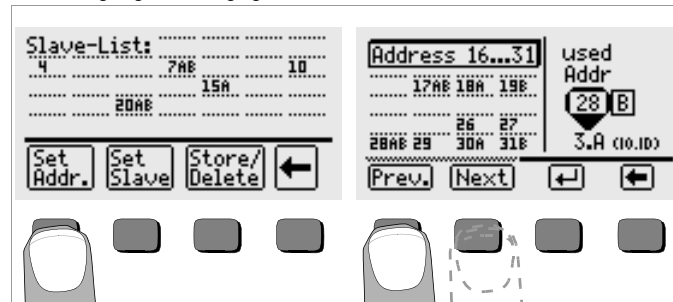 Slave-List:
4 7AB 10
15A
20AB
Set Addr.
Set Slave
Store/ Delete
Address 16...31
17AB 18A 19B
26 27
28AB 29 30A 31B
used
Addr
28 B
3.A (10.ID)
Prev.
Next